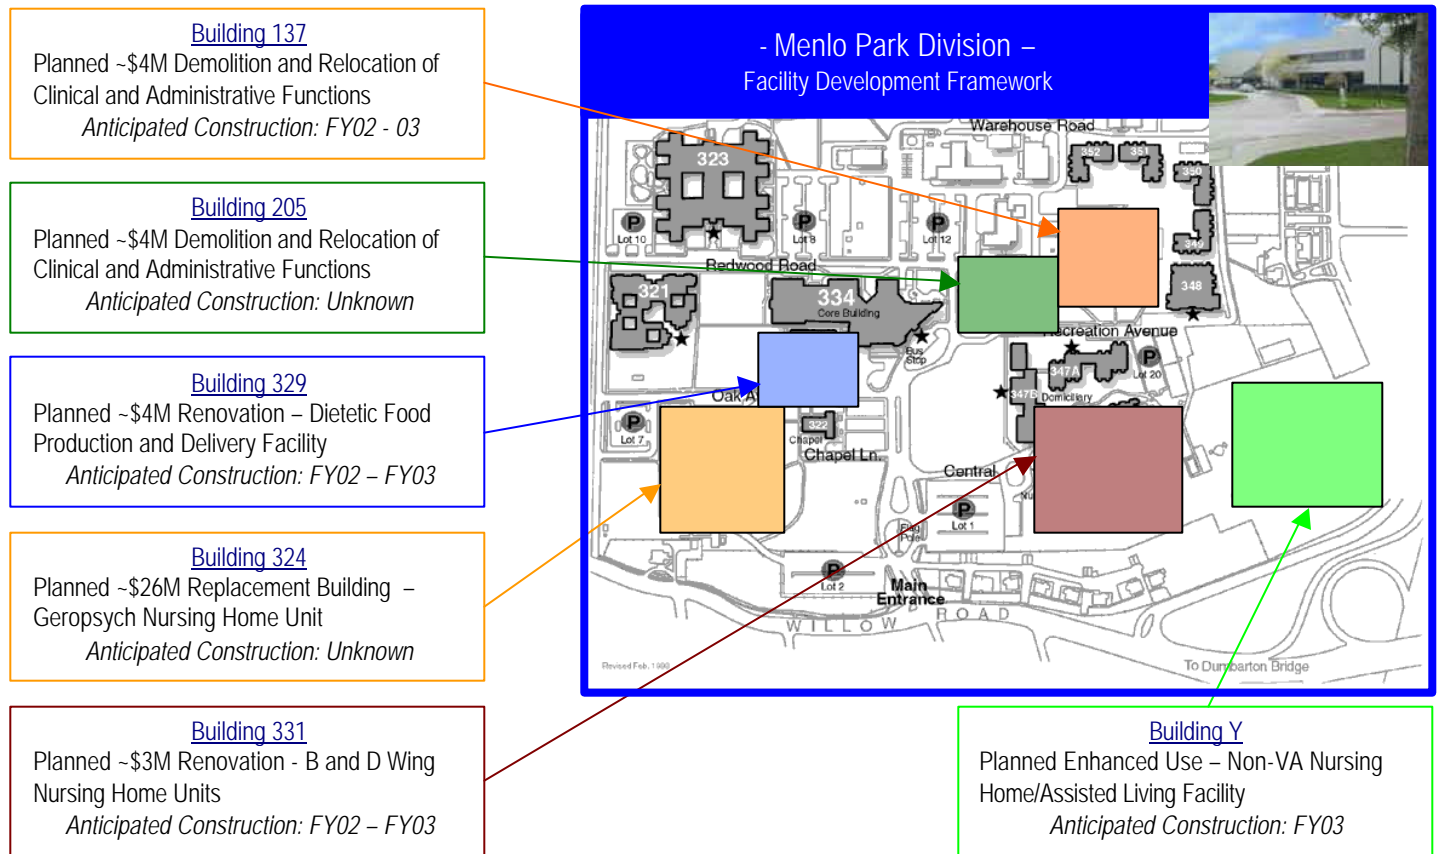 Building 137
Planned ~$4M Demolition and Relocation of
Clinical and Administrative Functions
Anticipated Construction: FY02 - 03
Building 205
Planned ~$4M Demolition and Relocation of
Clinical and Administrative Functions
Anticipated Construction: Unknown
Building 329
Planned ~$4M Renovation – Dietetic Food
Production and Delivery Facility
Anticipated Construction: FY02 – FY03
Building 324
Planned ~$26M Replacement Building –
Geropsych Nursing Home Unit
Anticipated Construction: Unknown
Building 331
Planned ~$3M Renovation - B and D Wing
Nursing Home Units
Anticipated Construction: FY02 – FY03
- Menlo Park Division –
Facility Development Framework
Warehouse Road
323
352
351
350
349
348
P
Lot 10
P
Lot 8
P
Lot 12
Redwood Road
321
334
Core Building
Bus
Stop
Recreation Avenue
347A
347B
Domiciliary
P
Lot 20
Oak
P
Lot 7
322
Chapel
Chapel Ln.
Central
P
Lot 1
Flag
Pole
P
Lot 2
Main
Entrance
WILLOW ROAD
Revised Feb. 1999
To Dumbarton Bridge
Building Y
Planned Enhanced Use – Non-VA Nursing
Home/Assisted Living Facility
Anticipated Construction: FY03